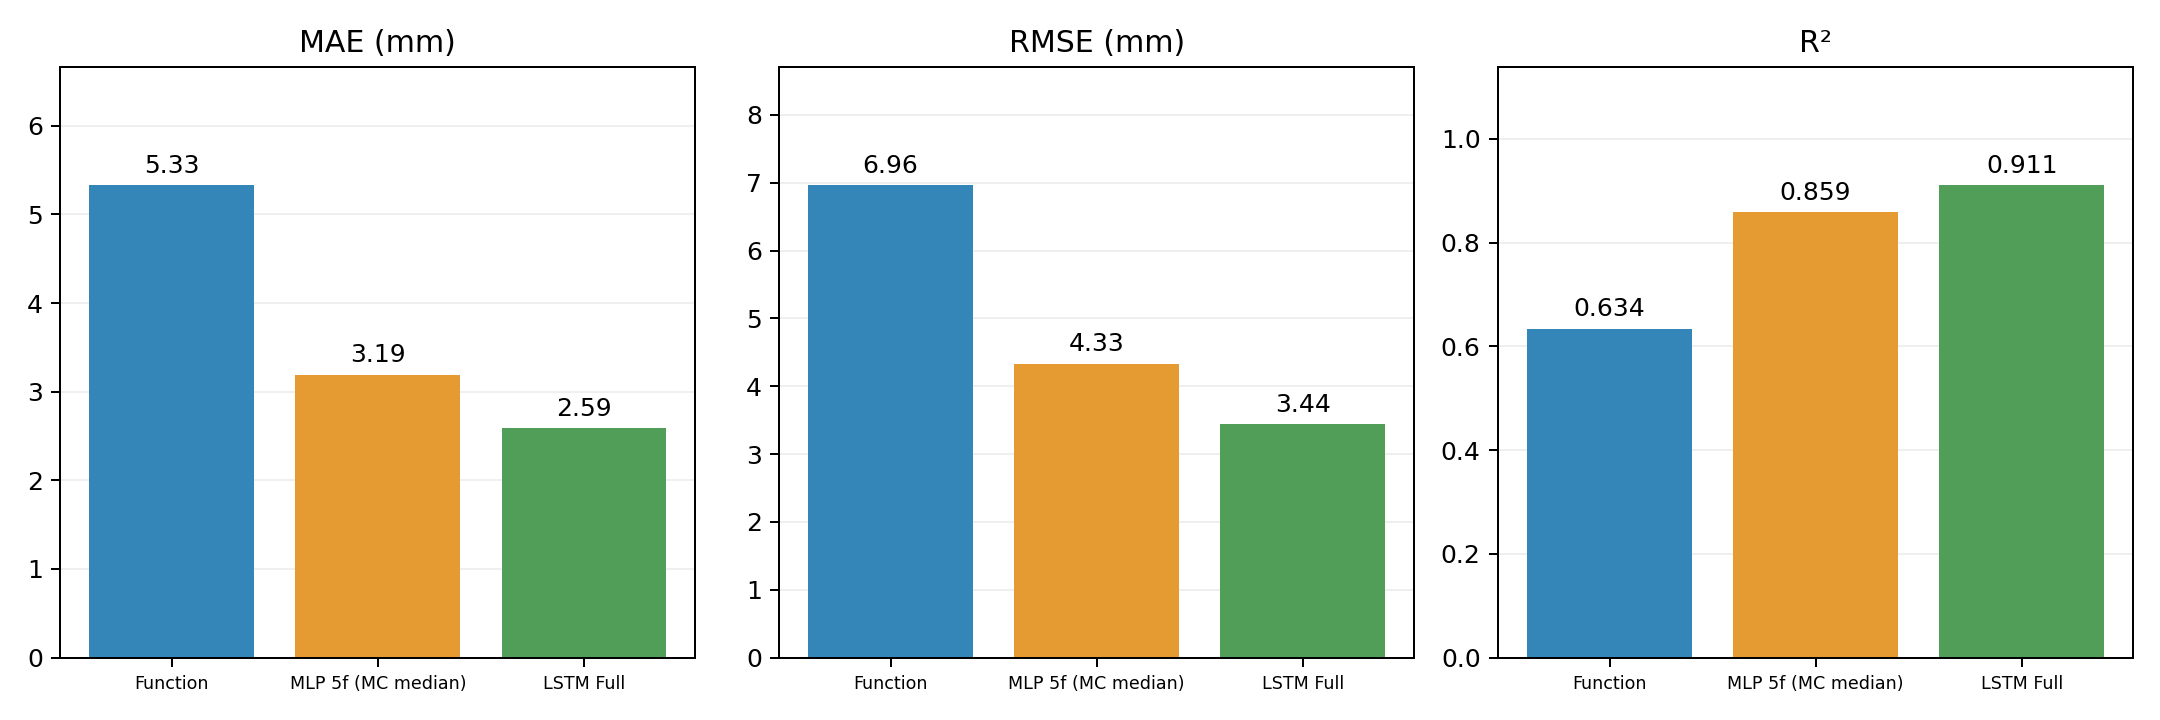 MAE (mm)
6
5
4
3
2
1
0
5.33
3.19
2.59
Function
MLP 5f (MC median)
LSTM Full
RMSE (mm)
8
7
6
5
4
3
2
1
0
6.96
4.33
3.44
Function
MLP 5f (MC median)
LSTM Full
R²
1.0
0.8
0.6
0.4
0.2
0.0
0.634
0.859
0.911
Function
MLP 5f (MC median)
LSTM Full